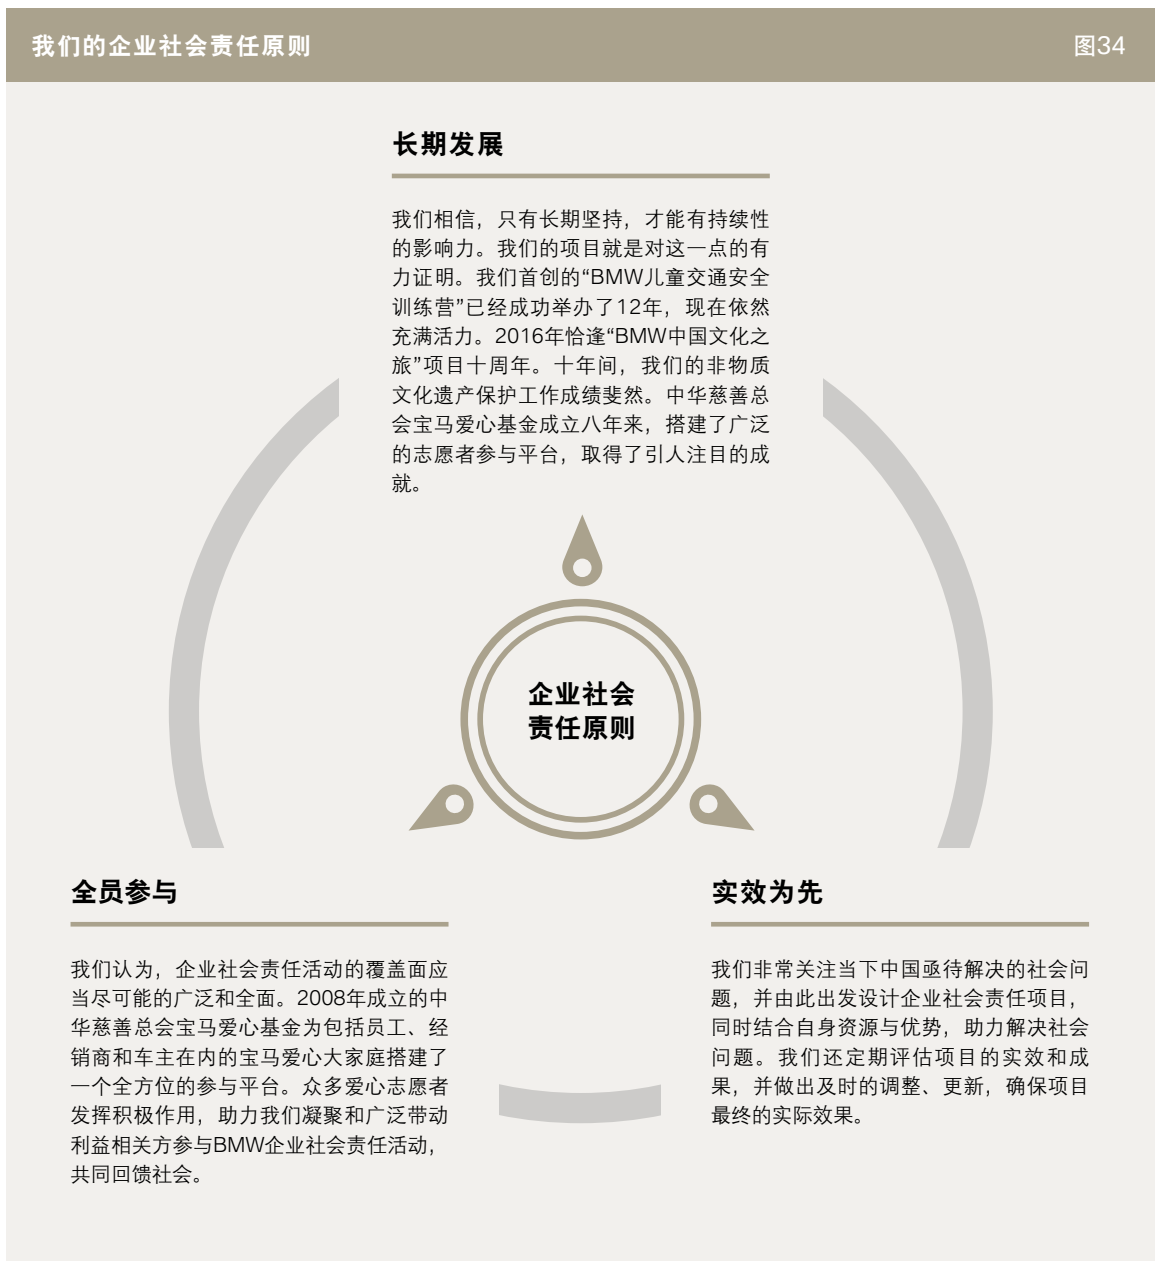 我们的企业社会责任原则
图34
长期发展
我们相信，只有长期坚持，才能有持续性
的影响力。我们的项目就是对这一点的有
力证明。我们首创的“BMW儿童交通安全
训练营”已经成功举办了12年，现在依然
充满活力。2016年恰逢“BMW中国文化之
旅”项目十周年。十年间，我们的非物质
文化遗产保护工作成绩斐然。中华慈善总
会宝马爱心基金成立八年来，搭建了广泛
的志愿者参与平台，取得了引人注目的成
就。
企业社会
责任原则
全员参与
我们认为，企业社会责任活动的覆盖面应
当尽可能的广泛和全面。2008年成立的中
华慈善总会宝马爱心基金为包括员工、经
销商和车主在内的宝马爱心大家庭搭建了
一个全方位的参与平台。众多爱心志愿者
发挥积极作用，助力我们凝聚和广泛带动
利益相关方参与BMW企业社会责任活动，
共同回馈社会。
实效为先
我们非常关注当下中国亟待解决的社会问
题，并由此出发设计企业社会责任项目，
同时结合自身资源与优势，助力解决社会
问题。我们还定期评估项目的实效和成
果，并做出及时的调整、更新，确保项目
最终的实际效果。